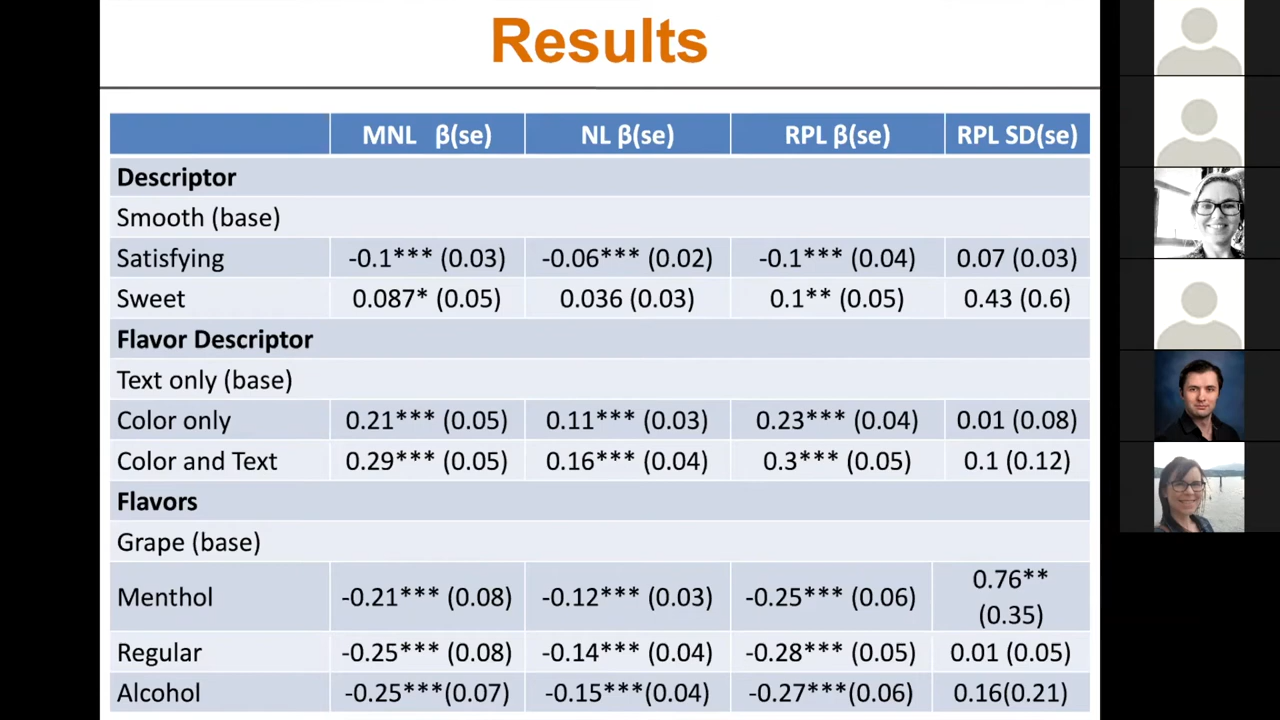 Results
MNL β(se) NL β(se) RPL β(se) RPL SD(se)
Descriptor
Smooth (base)
Satisfying -0.1*** (0.03) -0.06*** (0.02) -0.1*** (0.04) 0.07 (0.03)
Sweet 0.087* (0.05) 0.036 (0.03) 0.1** (0.05) 0.43 (0.6)
Flavor Descriptor
Text only (base)
Color only 0.21*** (0.05) 0.11*** (0.03) 0.23*** (0.04) 0.01 (0.08)
Color and Text 0.29*** (0.05) 0.16*** (0.04) 0.3*** (0.05) 0.1 (0.12)
Flavors
Grape (base)
Menthol -0.21*** (0.08) -0.12*** (0.03) -0.25*** (0.06) 0.76**
(0.35)
Regular -0.25*** (0.08) -0.14*** (0.04) -0.28*** (0.05) 0.01 (0.05)
Alcohol -0.25***(0.07) -0.15***(0.04) -0.27***(0.06) 0.16(0.21)